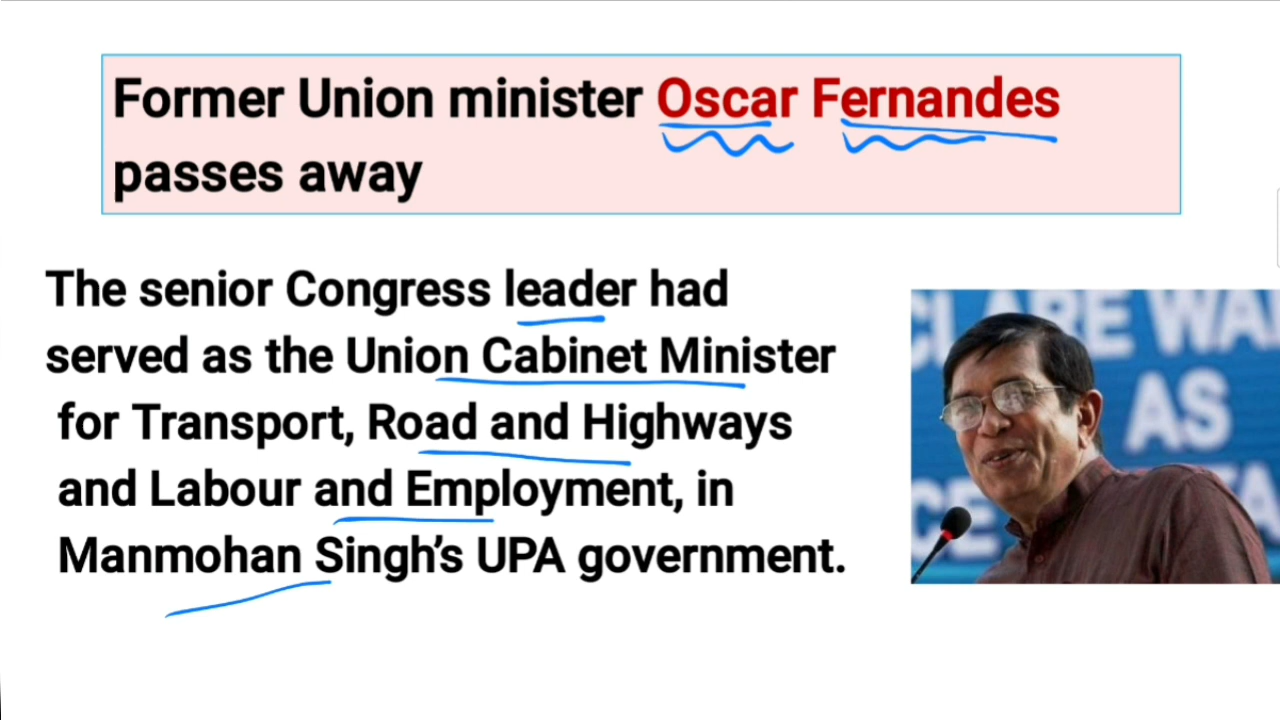 Former Union minister Oscar Fernandes
passes away
The senior Congress leader had
served as the Union Cabinet Minister
for Transport, Road and Highways
and Labour and Employment, in
Manmohan Singh's UPA government.
AS